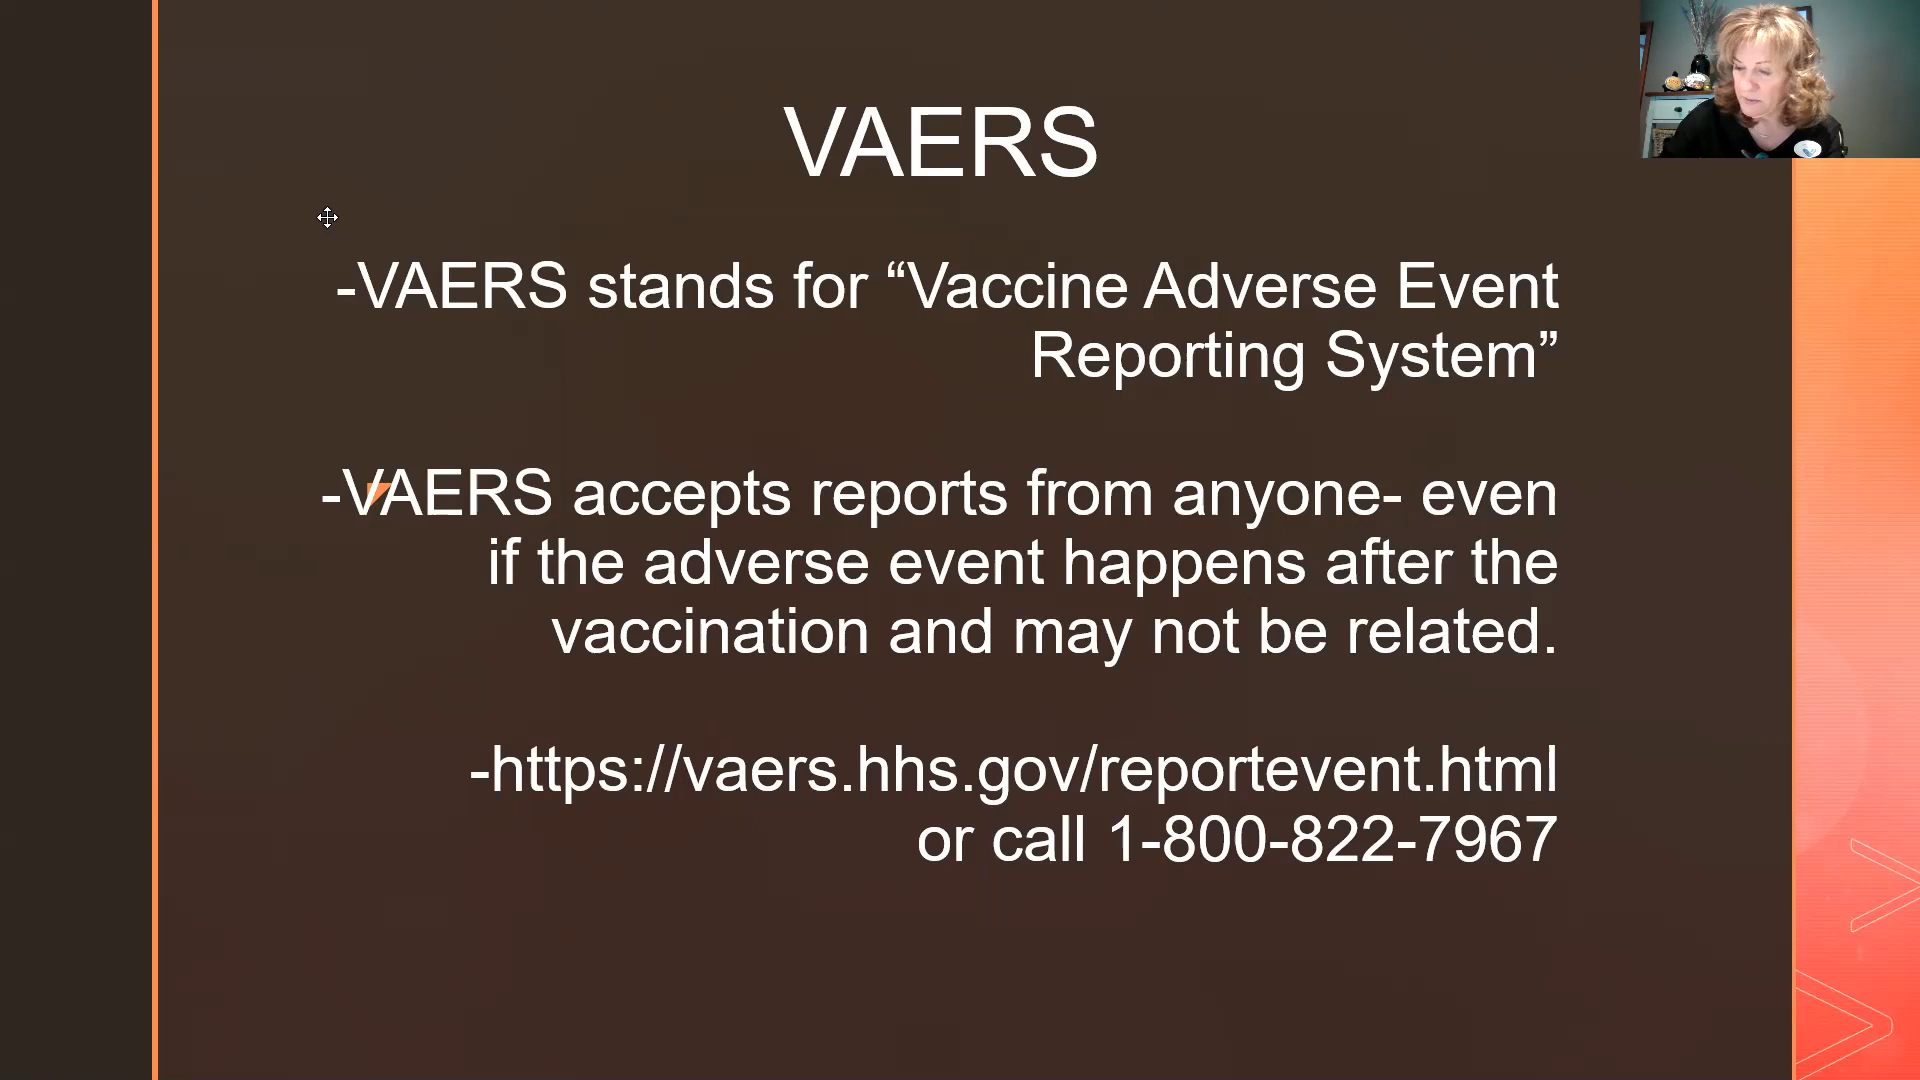 VAERS
-VAERS stands for “Vaccine Adverse Event
Reporting System”
-VAERS accepts reports from anyone- even
if the adverse event happens after the
vaccination and may not be related.
-https://vaers.hhs.gov/reportevent.html
or call 1-800-822-7967